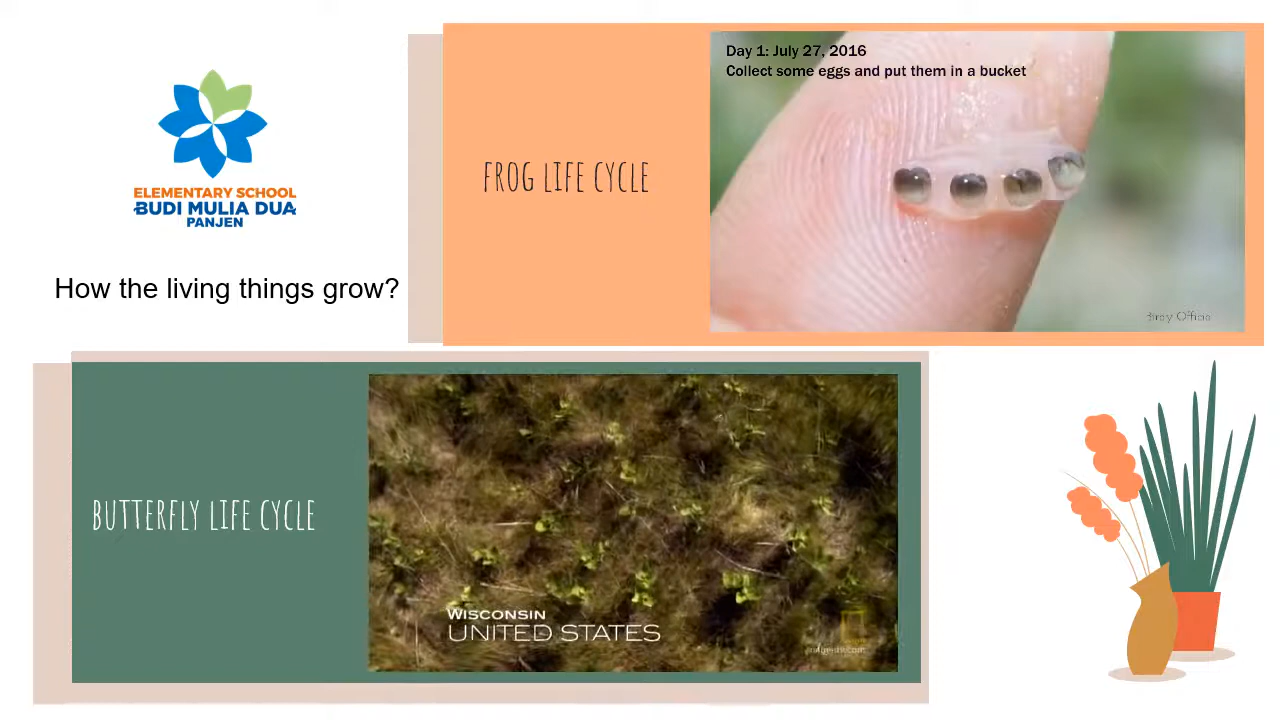 ELEMENTARY SCHOOL
BUDI MULIA DUA
PANJEN
How the living things grow?
FROG LIFE CYCLE
Day 1: July 27, 2016
Collect some eggs and put them in a bucket
BUTTERFLY LIFE CYCLE
WISCONSIN
UNITED STATES